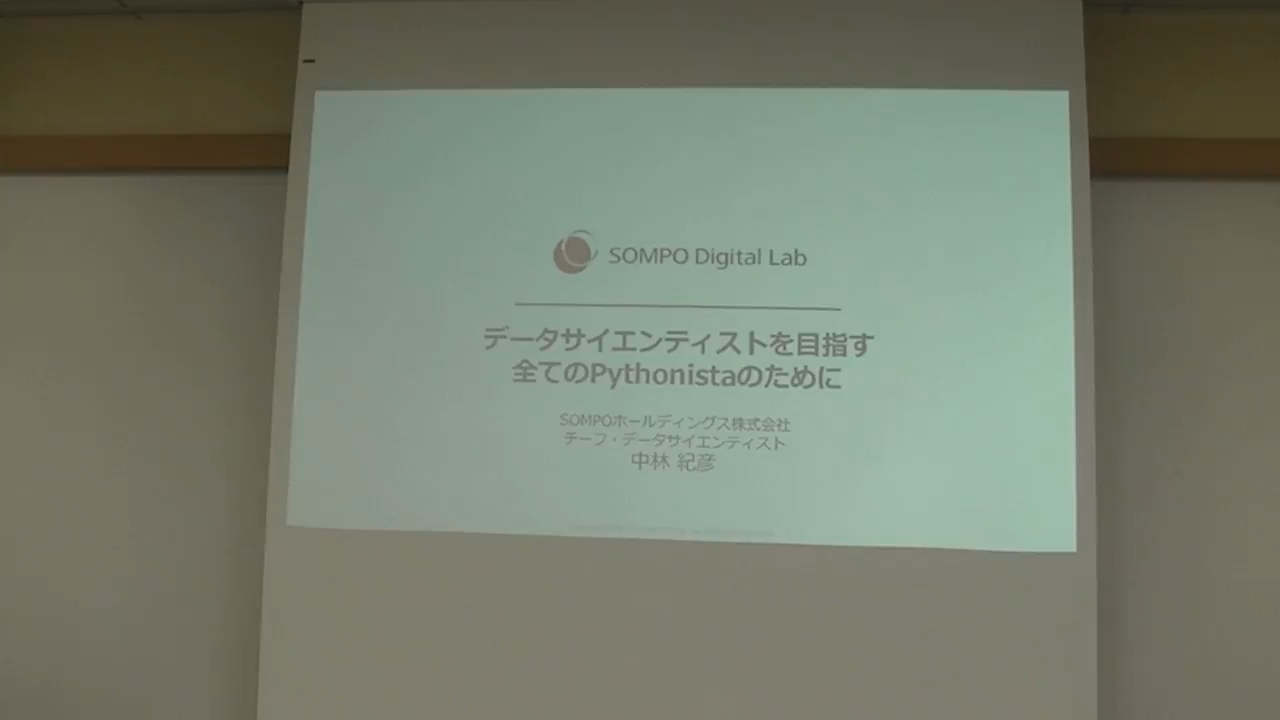 SOMPO Digital Lab
データサイエンティストを目指す
全てのPythonistaのために
SOMPOホールディングス株式会社
チーフ・データサイエンティスト
中林 紀彦